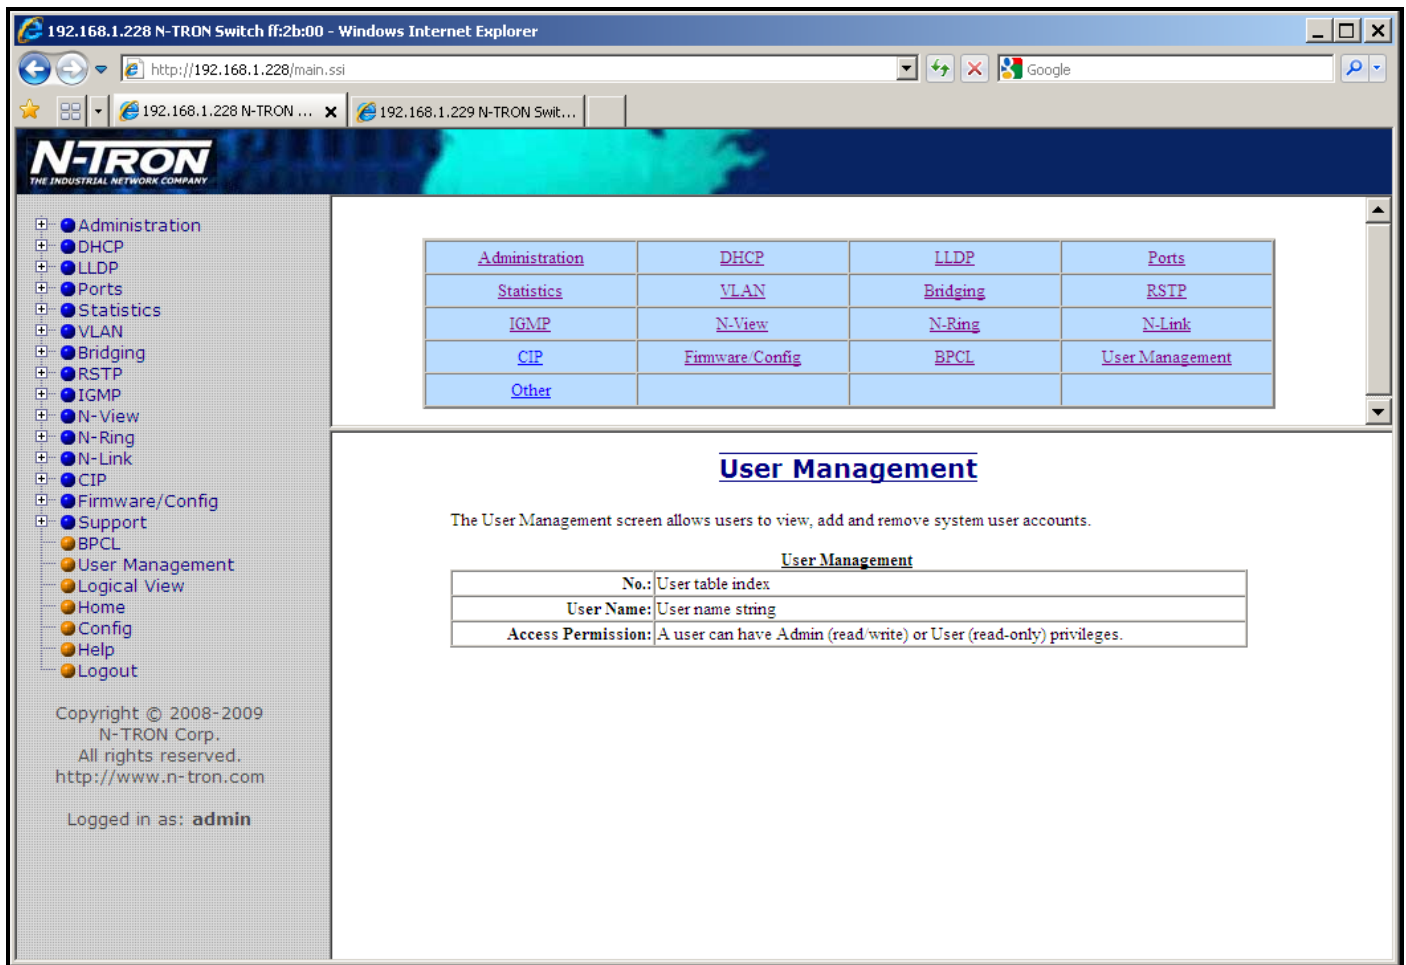 192.168.1.228 N-TRON Switch ff:2b:00 - Windows Internet Explorer
http://192.168.1.228/main.ssi
Google
192.168.1.228 N-TRON ...
192.168.1.229 N-TRON Swit...
N-TRON
THE INDUSTRIAL NETWORK COMPANY
Administration
DHCP
LLDP
Ports
Statistics
VLAN
Bridging
RSTP
IGMP
N-View
N-Ring
N-Link
CIP
Firmware/Config
Support
BPCL
User Management
Logical View
Home
Config
Help
Logout
Copyright © 2008-2009
N-TRON Corp.
All rights reserved.
http://www.n-tron.com
Logged in as: admin
Administration DHCP LLDP Ports
Statistics VLAN Bridging RSTP
IGMP N-View N-Ring N-Link
CIP Firmware/Config BPCL User Management
Other
User Management
The User Management screen allows users to view, add and remove system user accounts.
User Management
No.: User table index
User Name: User name string
Access Permission: A user can have Admin (read/write) or User (read-only) privileges.